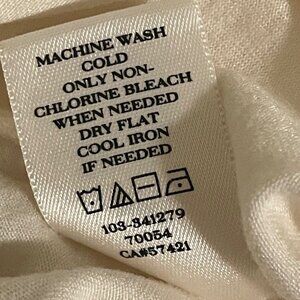 MACHINE WASH
COLD
ONLY NON-
CHLORINE BLEACH
WHEN NEEDED
DRY FLAT
COOL IRON
IF NEEDED
103-341279
70054
CA#57421